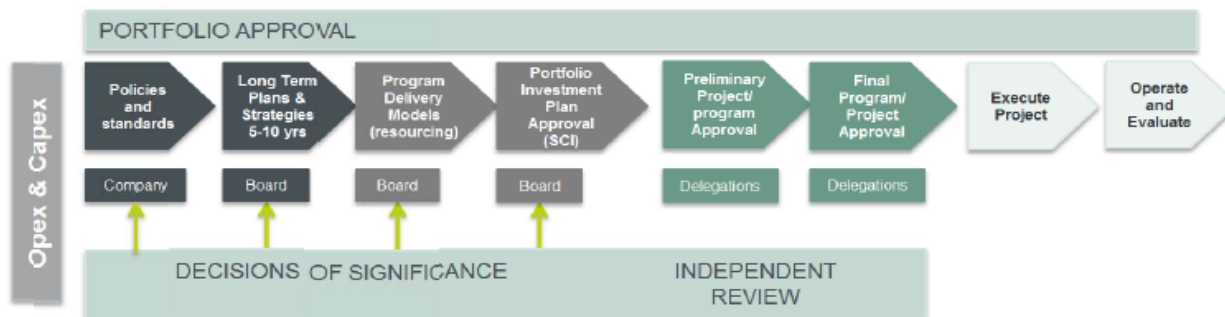 PORTFOLIO APPROVAL
Opex & Capex
Policies
and
standards
Long Term
Plans &
Strategies
5-10 yrs
Program
Delivery
Models
(resourcing)
Portfolio
Investment
Plan
Approval
(SCI)
Preliminary
Project/
program
Approval
Final
Program/
Project
Approval
Execute
Project
Operate
and
Evaluate
Company
Board
Board
Board
Delegations
Delegations
DECISIONS OF SIGNIFICANCE
INDEPENDENT
REVIEW